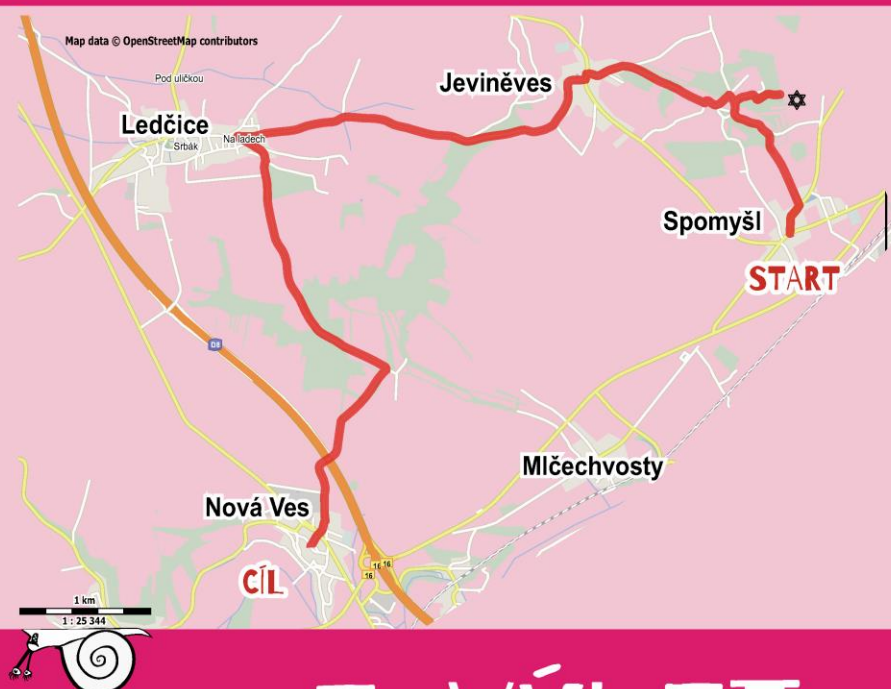 Map data © OpenStreetMap contributors
Pod uličkou
Jeviněves
Ledčice
Na ladech
Srbák
Spomyšl
START
D8
Mlčechvosty
Nová Ves
16 16
16
CÍL
1 km
1 : 25 344